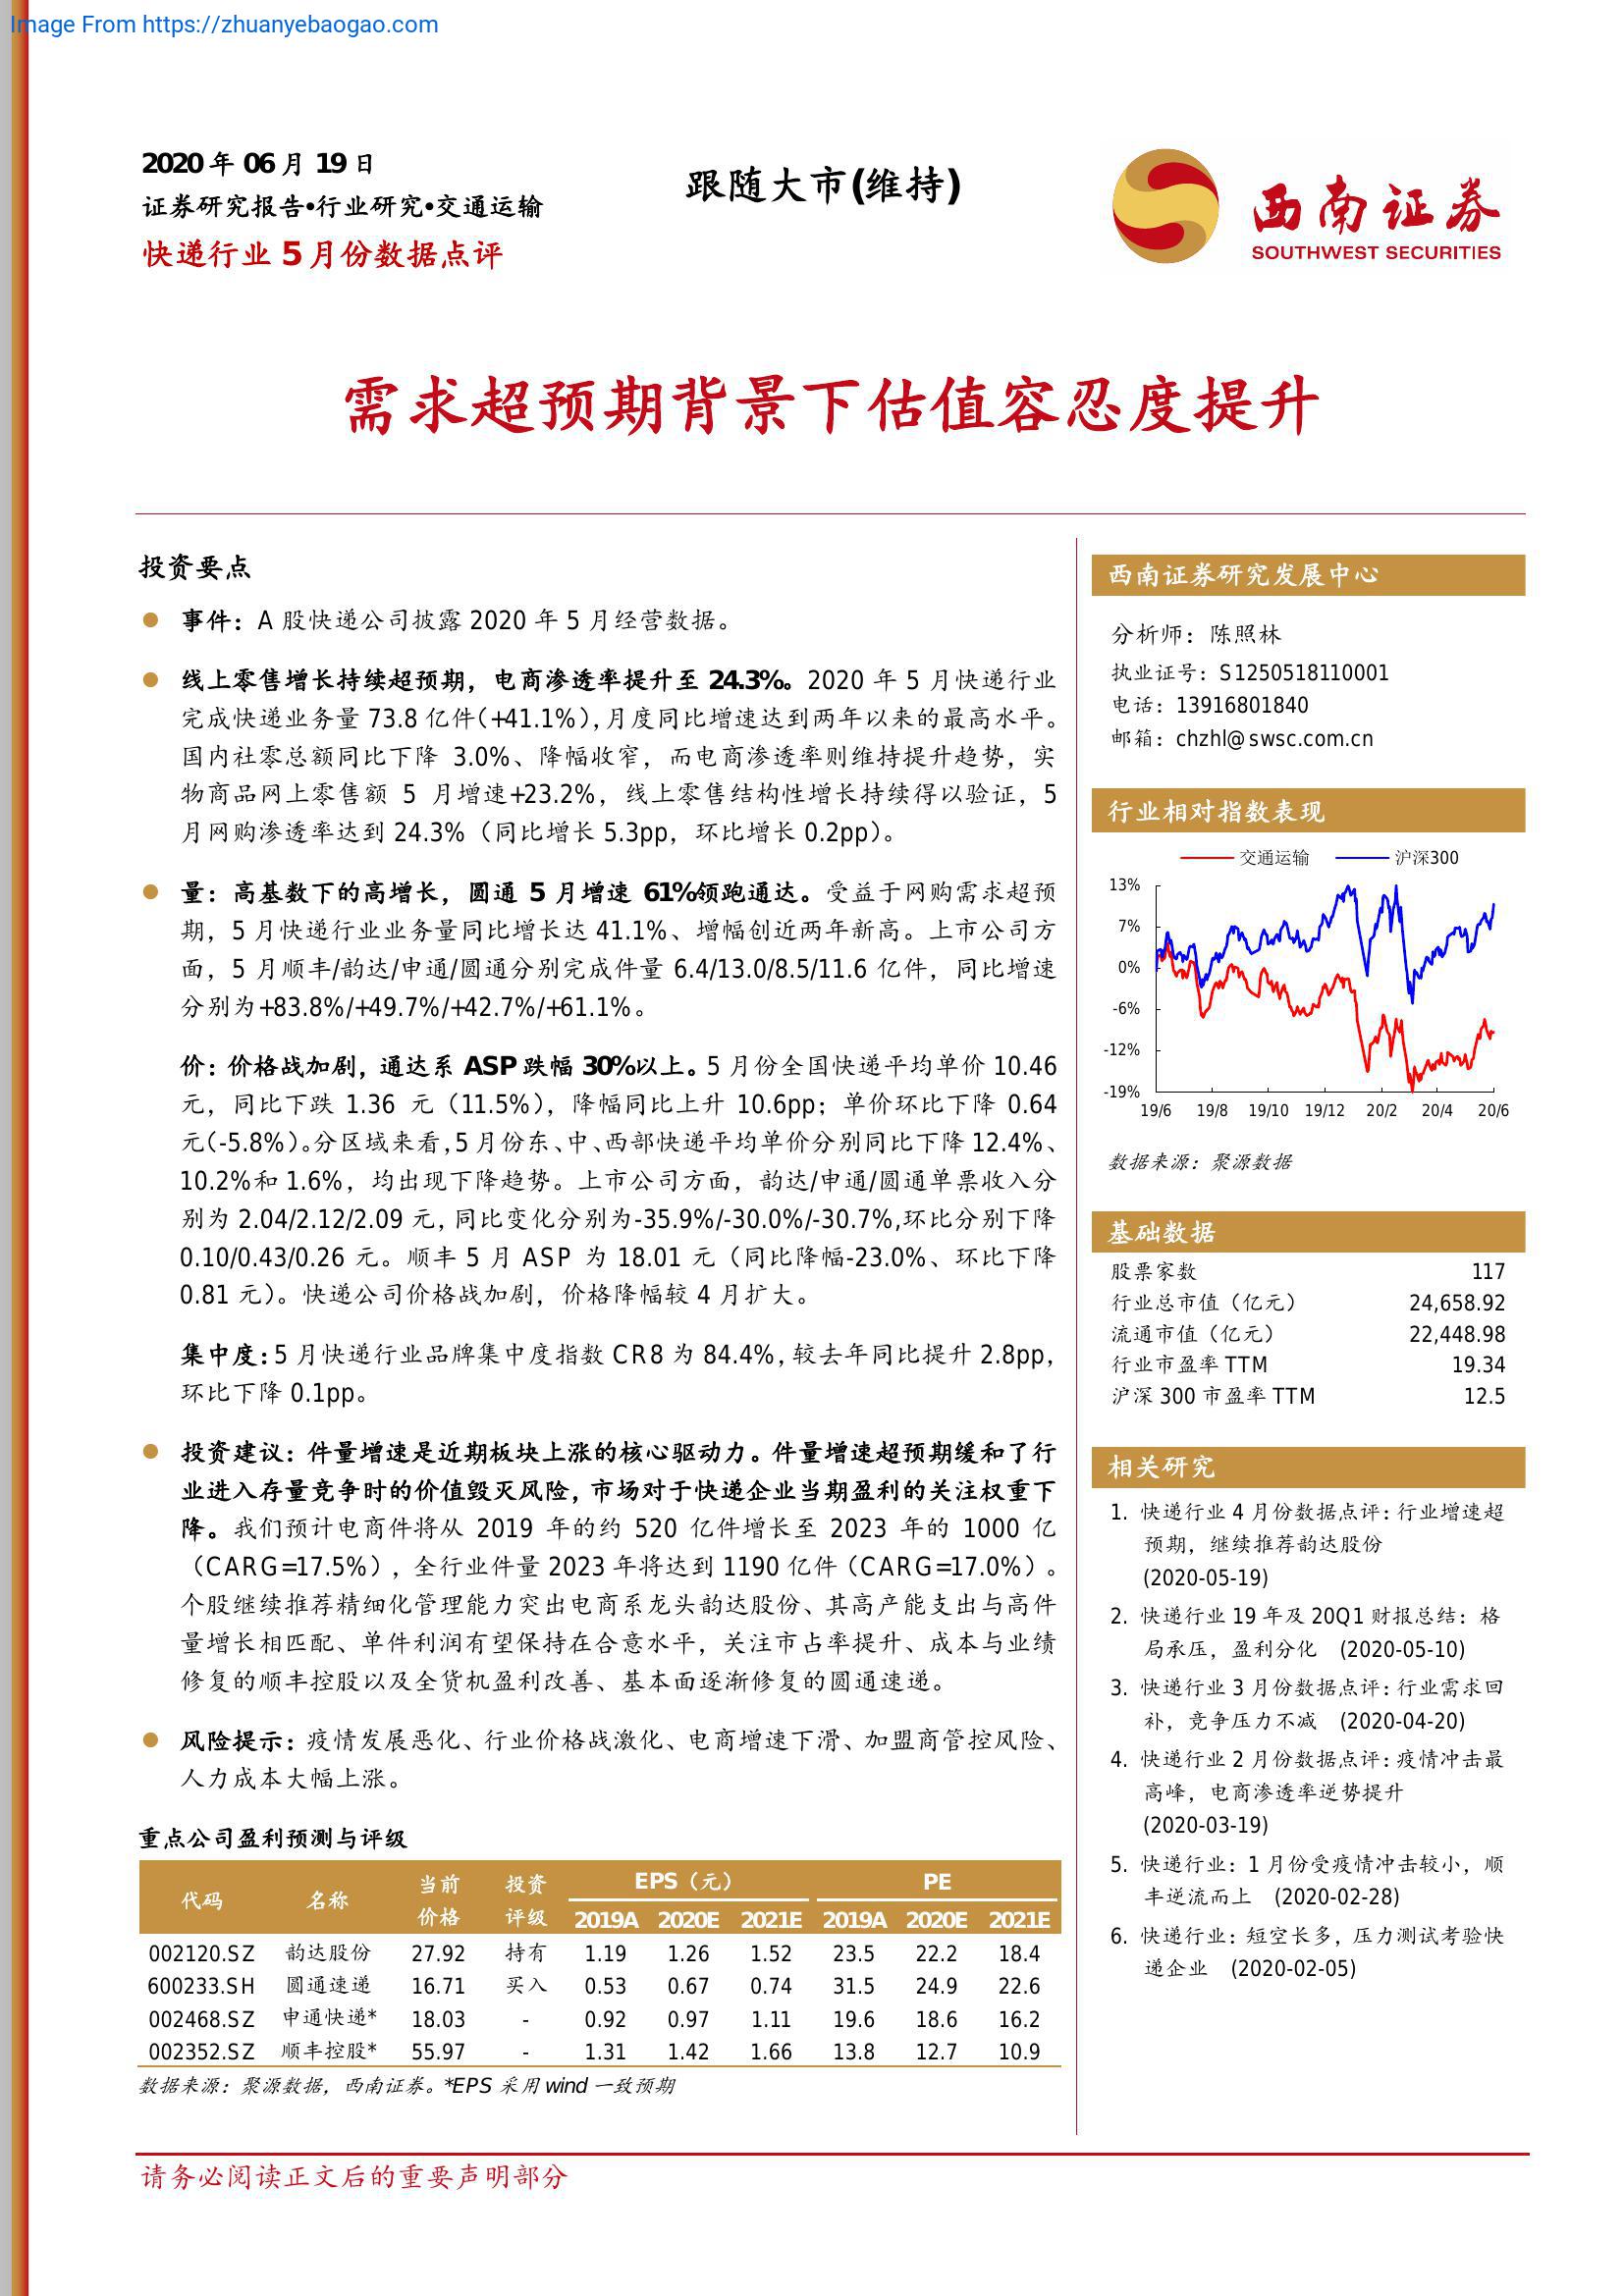 Image From https://zhuanyebaogao.com
2020 年 06 月 19 日
证券研究报告•行业研究•交通运输
快递行业 5 月份数据点评
跟随大市(维持)
西南证券
SOUTHWEST SECURITIES
需求超预期背景下估值容忍度提升
投资要点
事件：A 股快递公司披露 2020 年 5 月经营数据。
线上零售增长持续超预期，电商渗透率提升至 24.3%。2020 年 5 月快递行业
完成快递业务量 73.8 亿件（+41.1%），月度同比增速达到两年以来的最高水平。
国内社零总额同比下降 3.0%、降幅收窄，而电商渗透率则维持提升趋势，实
物商品网上零售额 5 月增速+23.2%，线上零售结构性增长持续得以验证，5
月网购渗透率达到 24.3%（同比增长 5.3pp，环比增长 0.2pp）。
量：高基数下的高增长，圆通 5 月增速 61%领跑通达。受益于网购需求超预
期，5 月快递行业业务量同比增长达 41.1%、增幅创近两年新高。上市公司方
面，5 月顺丰/韵达/申通/圆通分别完成件量 6.4/13.0/8.5/11.6 亿件，同比增速
分别为+83.8%/+49.7%/+42.7%/+61.1%。
价：价格战加剧，通达系 ASP 跌幅 30%以上。5 月份全国快递平均单价 10.46
元，同比下跌 1.36 元（11.5%），降幅同比上升 10.6pp；单价环比下降 0.64
元（-5.8%）。分区域来看，5 月份东、中、西部快递平均单价分别同比下降 12.4%、
10.2%和 1.6%，均出现下降趋势。上市公司方面，韵达/申通/圆通单票收入分
别为 2.04/2.12/2.09 元，同比变化分别为-35.9%/-30.0%/-30.7%,环比分别下降
0.10/0.43/0.26 元。顺丰 5 月 ASP 为 18.01 元（同比降幅-23.0%、环比下降
0.81 元）。快递公司价格战加剧，价格降幅较 4 月扩大。
集中度：5 月快递行业品牌集中度指数 CR8 为 84.4%，较去年同比提升 2.8pp，
环比下降 0.1pp。
投资建议：件量增速是近期板块上涨的核心驱动力。件量增速超预期缓和了行
业进入存量竞争时的价值毁灭风险，市场对于快递企业当期盈利的关注权重下
降。我们预计电商件将从 2019 年的约 520 亿件增长至 2023 年的 1000 亿
（CARG=17.5%），全行业件量 2023 年将达到 1190 亿件（CARG=17.0%）。
个股继续推荐精细化管理能力突出电商系龙头韵达股份、其高产能支出与高件
量增长相匹配、单件利润有望保持在合意水平，关注市占率提升、成本与业绩
修复的顺丰控股以及全货机盈利改善、基本面逐渐修复的圆通速递。
风险提示：疫情发展恶化、行业价格战激化、电商增速下滑、加盟商管控风险、
人力成本大幅上涨。
重点公司盈利预测与评级
代码 名称 当前价格 投资评级 EPS（元） PE
2019A 2020E 2021E 2019A 2020E 2021E
002120.SZ 韵达股份 27.92 持有 1.19 1.26 1.52 23.5 22.2 18.4
600233.SH 圆通速递 16.71 买入 0.53 0.67 0.74 31.5 24.9 22.6
002468.SZ 申通快递* 18.03 - 0.92 0.97 1.11 19.6 18.6 16.2
002352.SZ 顺丰控股* 55.97 - 1.31 1.42 1.66 13.8 12.7 10.9
数据来源：聚源数据，西南证券。*EPS 采用 wind 一致预期
西南证券研究发展中心
分析师：陈照林
执业证号：S1250518110001
电话：13916801840
邮箱：chzhl@swsc.com.cn
行业相对指数表现
交通运输 沪深300
13%
7%
0%
-6%
-12%
-19%
19/6 19/8 19/10 19/12 20/2 20/4 20/6
数据来源：聚源数据
基础数据
股票家数 117
行业总市值（亿元） 24,658.92
流通市值（亿元） 22,448.98
行业市盈率 TTM 19.34
沪深 300 市盈率 TTM 12.5
相关研究
1. 快递行业 4 月份数据点评：行业增速超
预期，继续推荐韵达股份
(2020-05-19)
2. 快递行业 19 年及 20Q1 财报总结：格
局承压，盈利分化 (2020-05-10)
3. 快递行业 3 月份数据点评：行业需求回
补，竞争压力不减 (2020-04-20)
4. 快递行业 2 月份数据点评：疫情冲击最
高峰，电商渗透率逆势提升
(2020-03-19)
5. 快递行业：1 月份受疫情冲击较小，顺
丰逆流而上 (2020-02-28)
6. 快递行业：短空长多，压力测试考验快
递企业 (2020-02-05)
请务必阅读正文后的重要声明部分